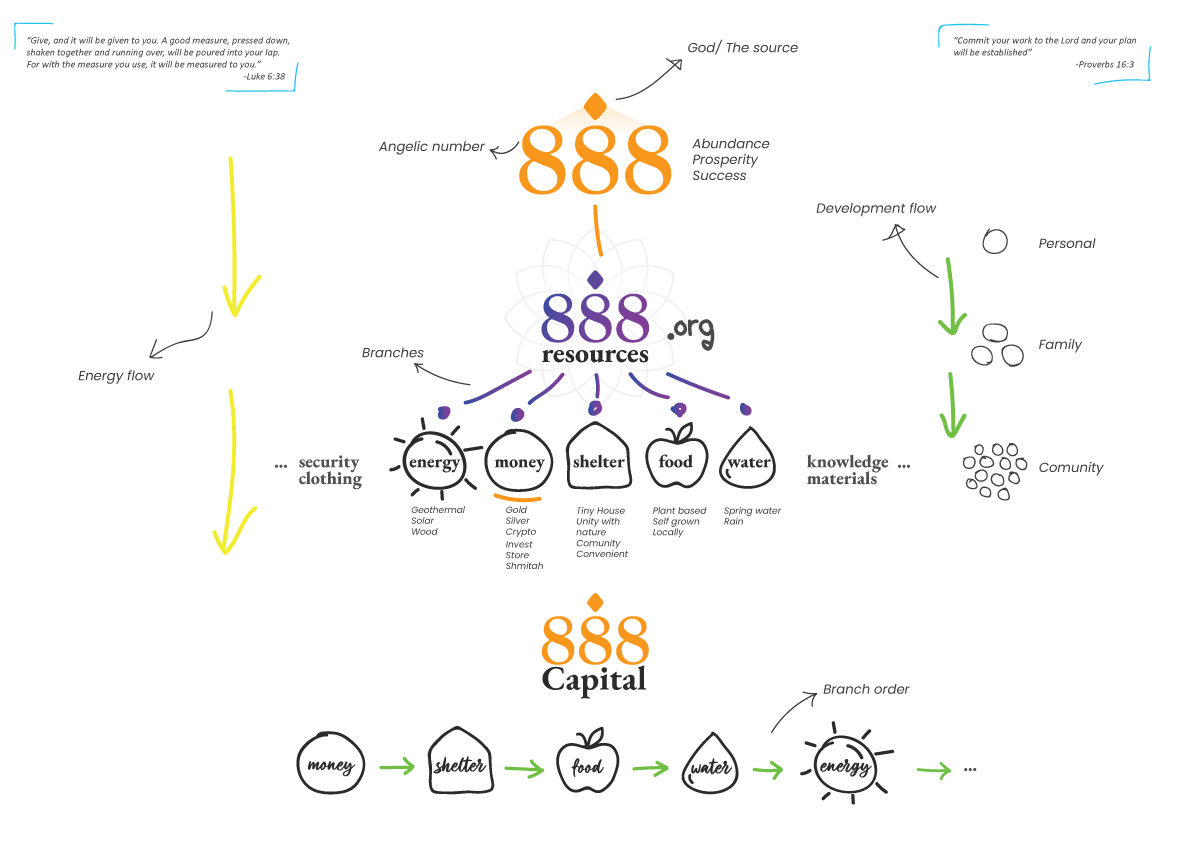 “Give, and it will be given to you. A good measure, pressed down,
shaken together and running over, will be poured into your lap.
For with the measure you use, it will be measured to you.”
-Luke 6:38
“Commit your work to the Lord and your plan
will be established”
-Proverbs 16:3
God/ The source
Angelic number
888
Abundance
Prosperity
Success
Development flow
Personal
888
resources
.org
Family
Energy flow
Branches
... security
clothing
energy
money
shelter
food
water
knowledge ...
materials
Comunity
Geothermal
Solar
Wood
Gold
Silver
Crypto
Invest
Store
Shmitah
Tiny House
Unity with
nature
Comunity
Convenient
Plant based
Self grown
Locally
Spring water
Rain
888
Capital
Branch order
money
shelter
food
water
energy
...